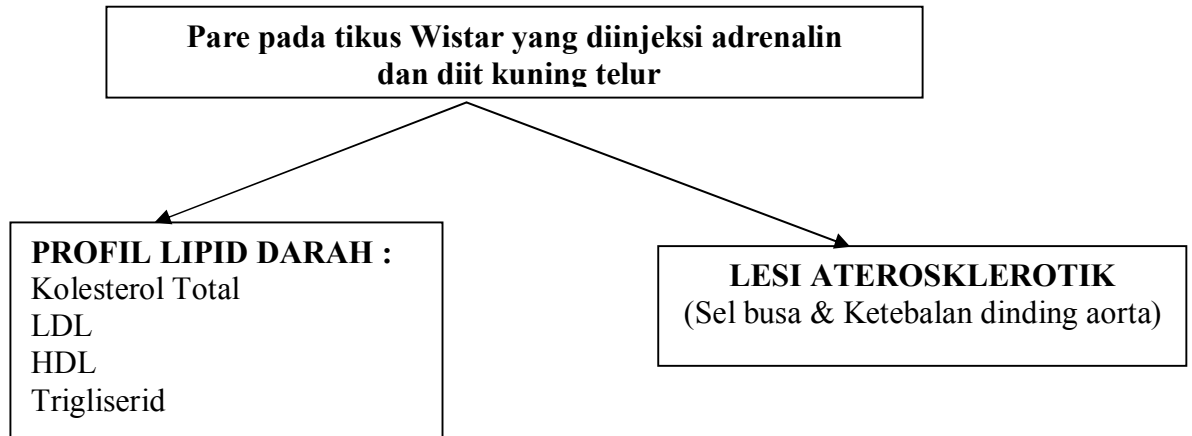 Pare pada tikus Wistar yang diinjeksi adrenalin
dan diit kuning telur
PROFIL LIPID DARAH :
Kolesterol Total
LDL
HDL
Trigliserid
LESI ATEROSKLEROTIK
(Sel busa & Ketebalan dinding aorta)